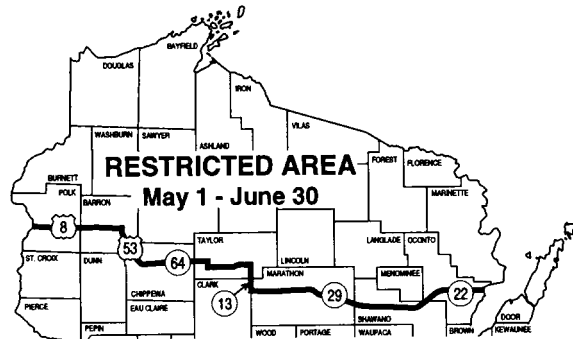 BAYFIELD
DOUGLAS
IRON
VILAS
WASHBURN
SAWYER
ASHLAND
RESTRICTED AREA
May 1 - June 30
FOREST
FLORENCE
MARINETTE
BURNETT
POLK
BARRON
8
53
64
TAYLOR
LINCOLN
LANGLADE
OCONTO
ST. CROIX
DUNN
CLARK
MARATHON
MENOMINEE
13
29
22
CHIPPEWA
EAU CLAIRE
PIERCE
PEPIN
WOOD
PORTAGE
SHAWANO
WAUPACA
BROWN
DOOR
KEWAUNEE